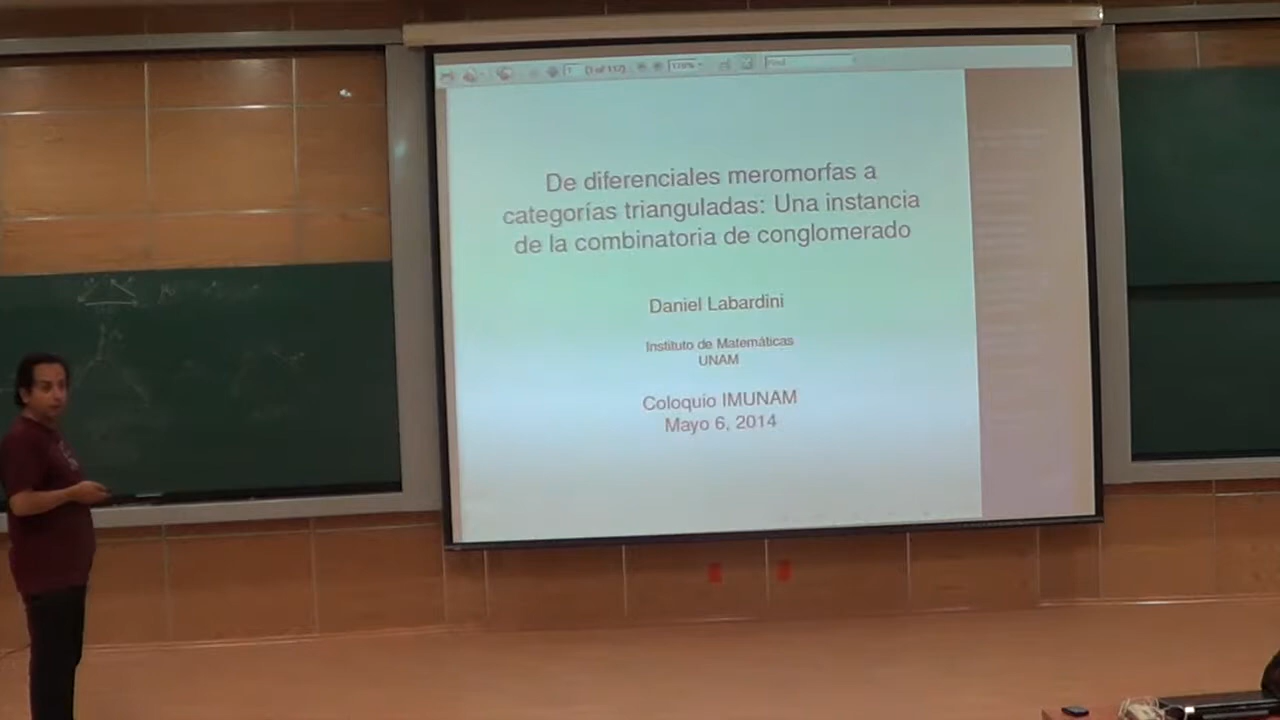 De diferenciales meromorfas a
categorías trianguladas: Una instancia
de la combinatoria de conglomerado
Daniel Labardini
Instituto de Matemáticas
UNAM
Coloquio IMUNAM
Mayo 6, 2014